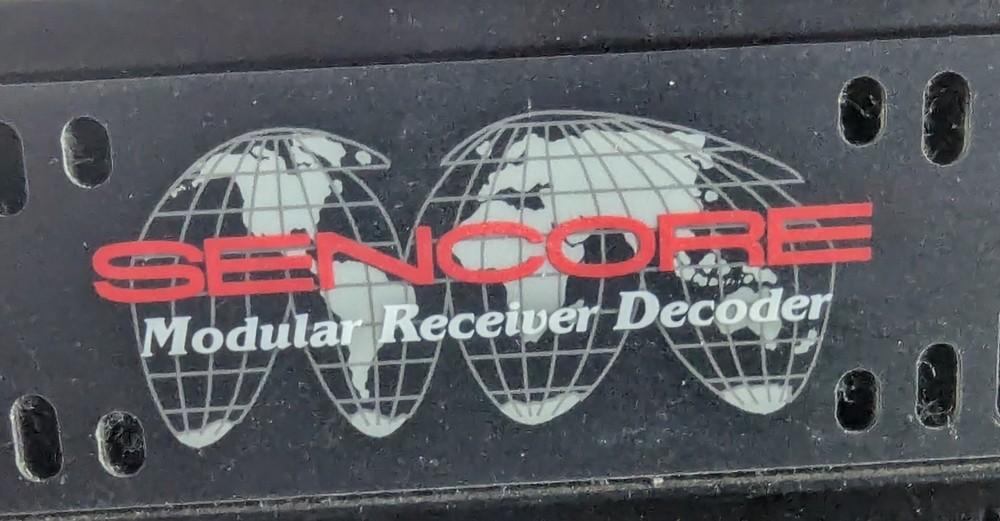 SENCORE
Modular Receiver Decoder